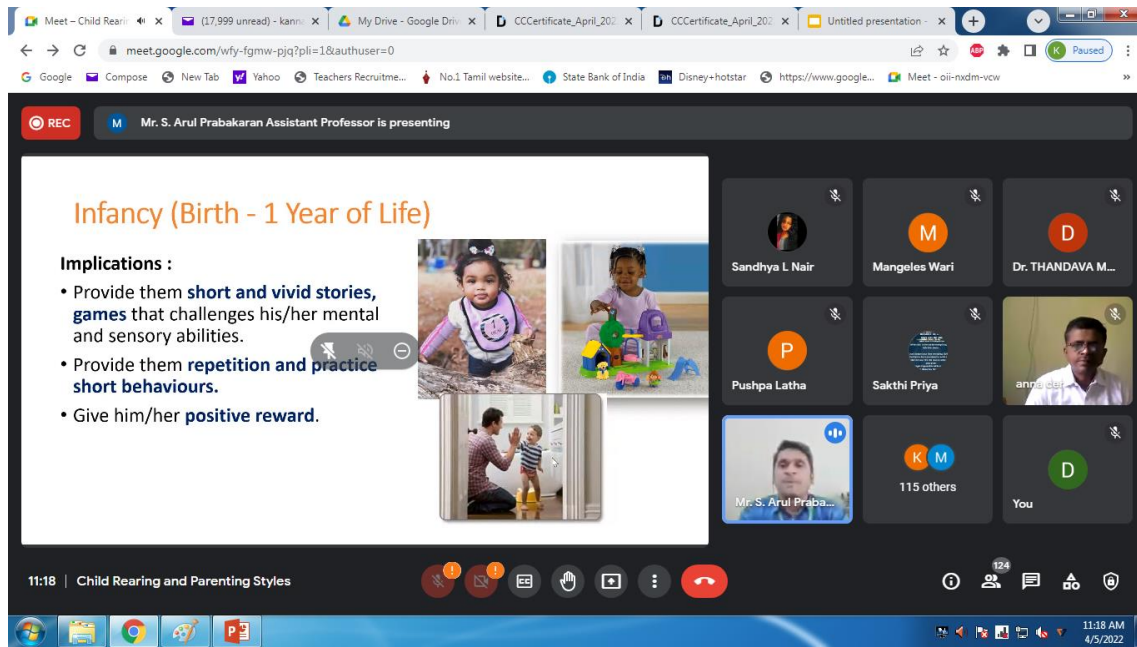 Meet – Child Rearin
(17,999 unread) - kann
My Drive - Google Driv
CCCertificate_April_202
CCCertificate_April_202
Untitled presentation -
meet.google.com/wfy-fgmw-pjq?pli=1&authuser=0
ABP
K Paused
Google
Compose
New Tab
Yahoo
Teachers Recruitme...
No.1 Tamil website...
State Bank of India
Disney+hotstar
https://www.google...
Meet - oii-nxdm-vcw
»
REC
M Mr. S. Arul Prabakaran Assistant Professor is presenting
Infancy (Birth - 1 Year of Life)
Implications :
• Provide them short and vivid stories,
games that challenges his/her mental
and sensory abilities.
• Provide them repetition and practice
short behaviours.
• Give him/her positive reward.
Sandhya L Nair
M
Mangeles Wari
D
Dr. THANDAVA M...
P
Pushpa Latha
Sakthi Priya
anna
Mr. S. Arul Praba...
K M
115 others
D
You
11:18 | Child Rearing and Parenting Styles
CC
124
11:18 AM
4/5/2022